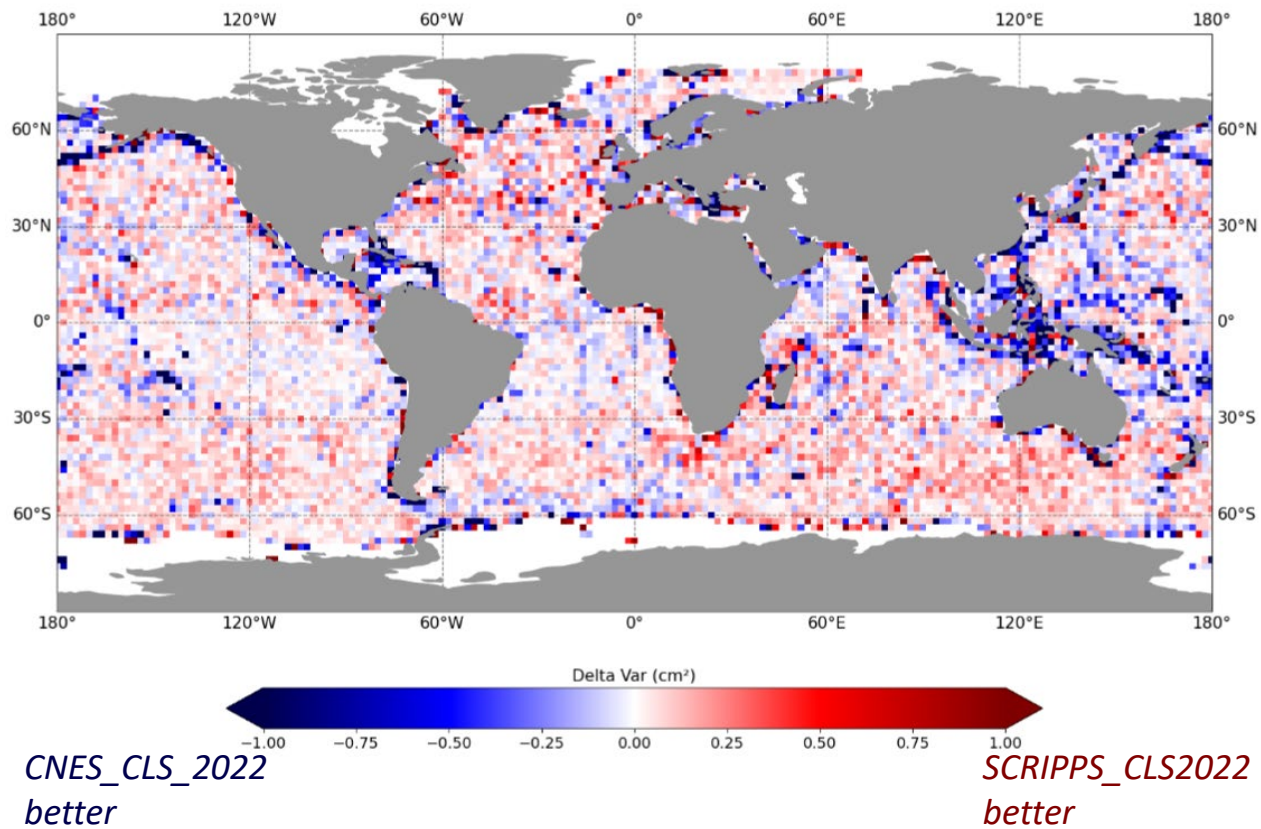 180° 120°W 60°W 0° 60°E 120°E 180°
60°N 60°N
30°N 30°N
0° 0°
30°S 30°S
60°S 60°S
180° 120°W 60°W 0° 60°E 120°E 180°
Delta Var (cm²)
−1.00 −0.75 −0.50 −0.25 0.00 0.25 0.50 0.75 1.00
CNES_CLS_2022 SCRIPPS_CLS2022
better better